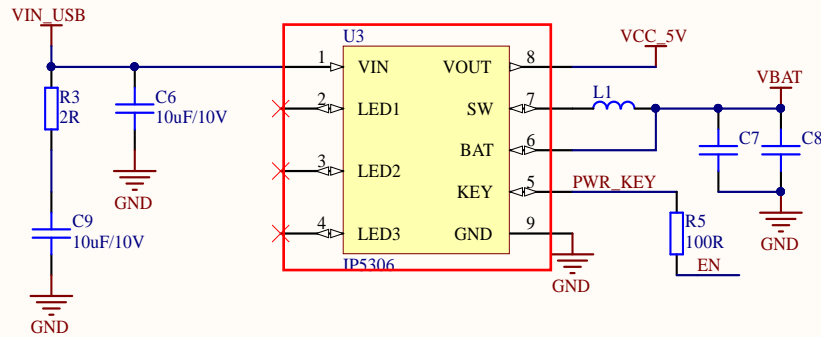 VIN_USB
U3
VCC_5V
1
VIN
VOUT
8
VBAT
R3
2R
C6
10uF/10V
2
LED1
SW
7
L1
BAT
6
C7
C8
GND
3
LED2
KEY
5
PWR_KEY
C9
10uF/10V
4
LED3
GND
9
R5
100R
GND
IP5306
EN
GND
GND